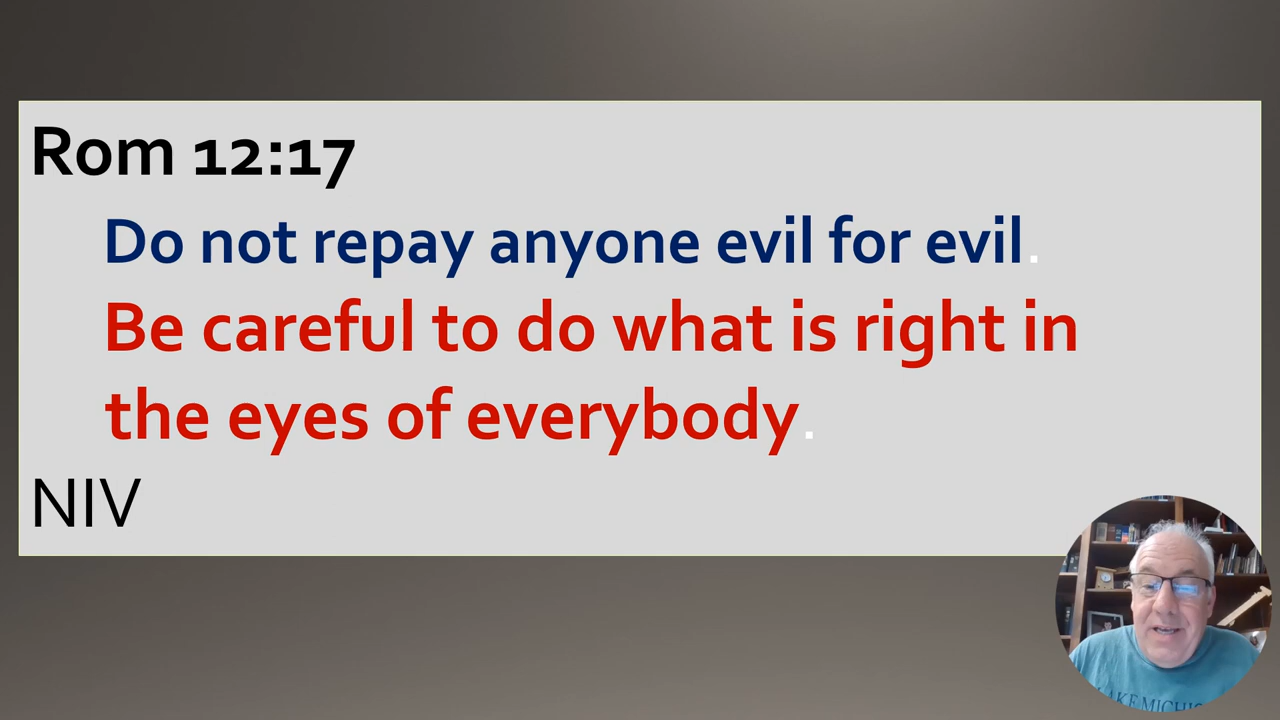 Rom 12:17
Do not repay anyone evil for evil.
Be careful to do what is right in
the eyes of everybody.
NIV
LAKE